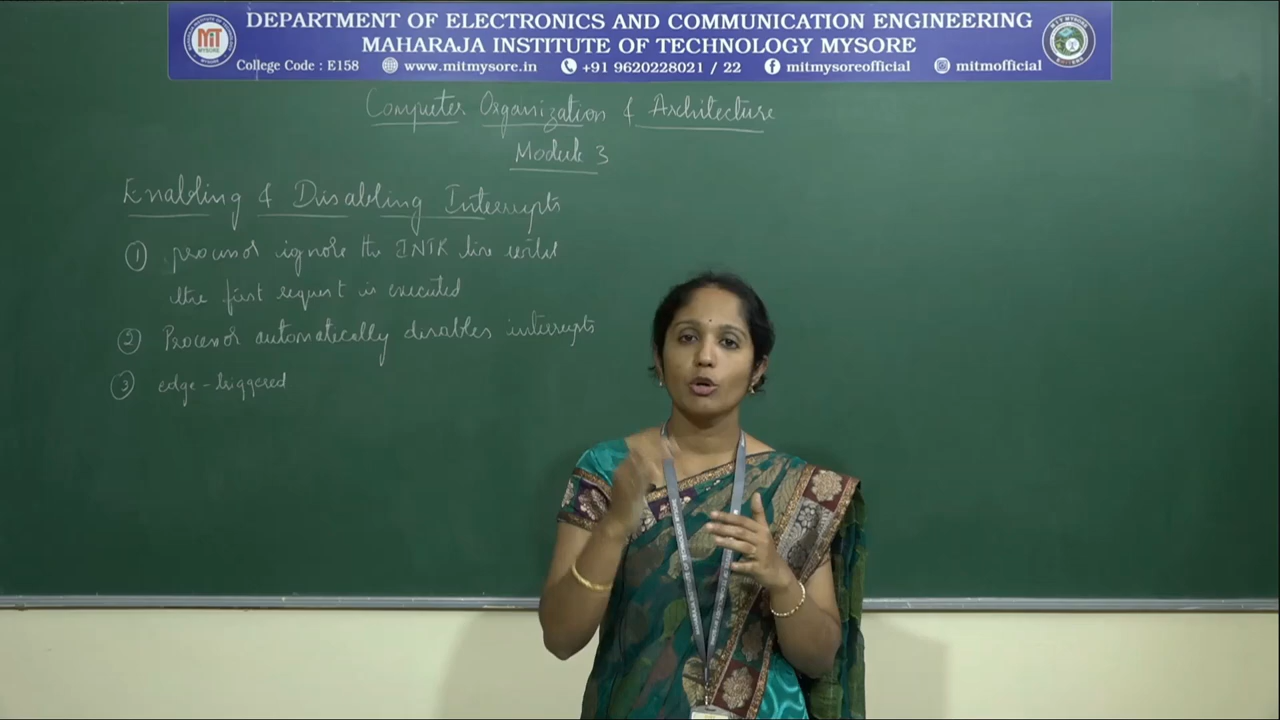 DEPARTMENT OF ELECTRONICS AND COMMUNICATION ENGINEERING
MAHARAJA INSTITUTE OF TECHNOLOGY MYSORE
College Code : E158 www.mitmysore.in +91 9620228021 / 22 mitmysoreofficial mitmofficial
MIT
MYSORE
Computer Organization & Architecture
Module 3
Enabling & Disabling Interrupts
① processor ignore the INTR line until
the first request is executed
② Processor automatically disables interrupts
③ edge-triggered